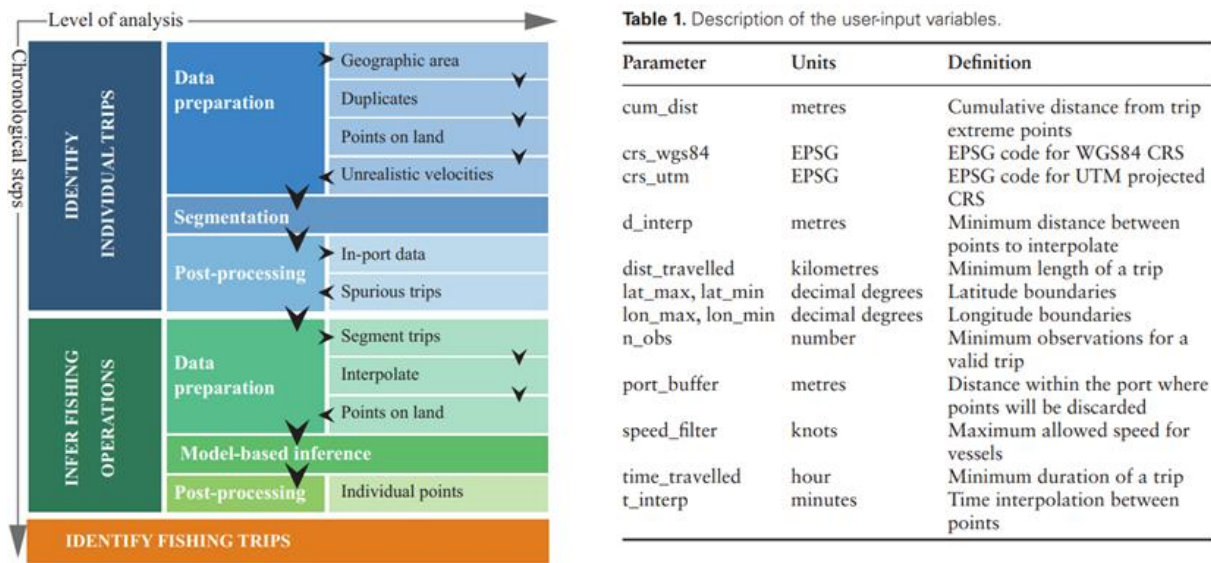 Level of analysis
Chronological steps
IDENTIFY
INDIVIDUAL TRIPS
Data
preparation
Geographic area
Duplicates
Points on land
Unrealistic velocities
Segmentation
Post-processing
In-port data
Spurious trips
INFER FISHING
OPERATIONS
Data
preparation
Segment trips
Interpolate
Points on land
Model-based inference
Post-processing
Individual points
IDENTIFY FISHING TRIPS
Table 1. Description of the user-input variables.
Parameter Units Definition
cum_dist metres Cumulative distance from trip
extreme points
crs_wgs84 EPSG EPSG code for WGS84 CRS
crs_utm EPSG EPSG code for UTM projected
CRS
d_interp metres Minimum distance between
points to interpolate
dist_travelled kilometres Minimum length of a trip
lat_max, lat_min decimal degrees Latitude boundaries
lon_max, lon_min decimal degrees Longitude boundaries
n_obs number Minimum observations for a
valid trip
port_buffer metres Distance within the port where
points will be discarded
speed_filter knots Maximum allowed speed for
vessels
time_travelled hour Minimum duration of a trip
t_interp minutes Time interpolation between
points